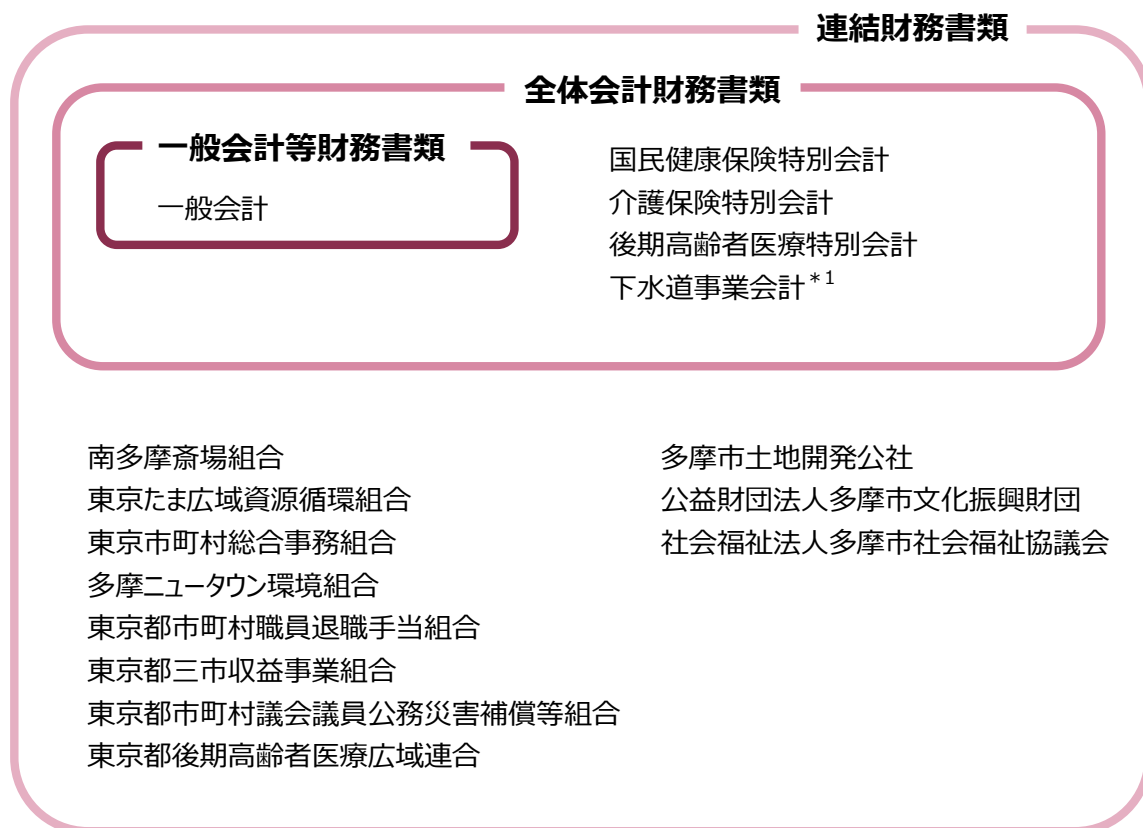 連結財務書類
全体会計財務書類
一般会計等財務書類
一般会計
国民健康保険特別会計
介護保険特別会計
後期高齢者医療特別会計
下水道事業会計*1
南多摩斎場組合
東京たま広域資源循環組合
東京市町村総合事務組合
多摩ニュータウン環境組合
東京都市町村職員退職手当組合
東京都三市収益事業組合
東京都市町村議会議員公務災害補償等組合
東京都後期高齢者医療広域連合
多摩市土地開発公社
公益財団法人多摩市文化振興財団
社会福祉法人多摩市社会福祉協議会